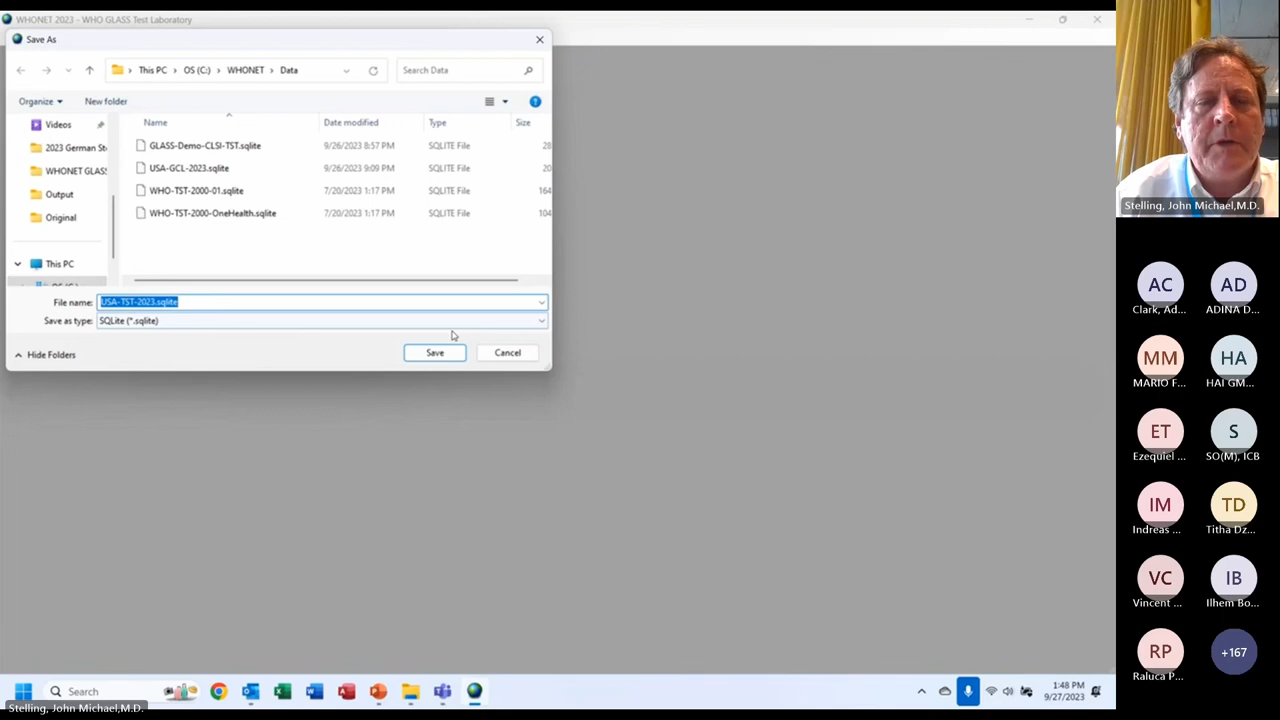 WHONET 2023 - WHO GLASS Test Laboratory
Save As
This PC > OS (C:) > WHONET > Data
Search Data
Organize
New folder
Name Date modified Type Size
Videos
2023 German St
WHONET GLAS
Output
Original
This PC
GLASS-Demo-CLSI-TST.sqlite 9/26/2023 8:57 PM SQLITE File 28
USA-GCL-2023.sqlite 9/26/2023 9:09 PM SQLITE File 20
WHO-TST-2000-01.sqlite 7/20/2023 1:17 PM SQLITE File 164
WHO-TST-2000-OneHealth.sqlite 7/20/2023 1:17 PM SQLITE File 104
File name: USA-TST-2023.sqlite
Save as type: SQLite (*.sqlite)
Hide Folders
Save
Cancel
Stelling, John Michael,M.D.
AC
Clark, Ad...
AD
ADINA D...
MM
MARIO F...
HA
HAI GM...
ET
Ezequiel ...
S
SO(M), ICB
IM
Indreas ...
TD
Titha Dz...
VC
Vincent ...
IB
Ilhem Bo...
RP
Raluca P...
+167
Search
1:48 PM
9/27/2023
Stelling, John Michael,M.D.